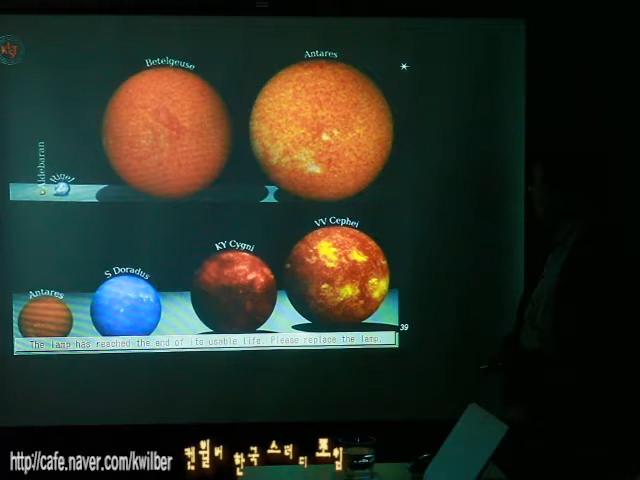 Betelgeuse
Antares
Aldebaran
Rigel
Antares
S Doradus
KY Cygni
VV Cephei
39
The lamp has reached the end of its usable life. Please replace the lamp.
http://cafe.naver.com/kwilber
켄윌버 한국 스터디 모임